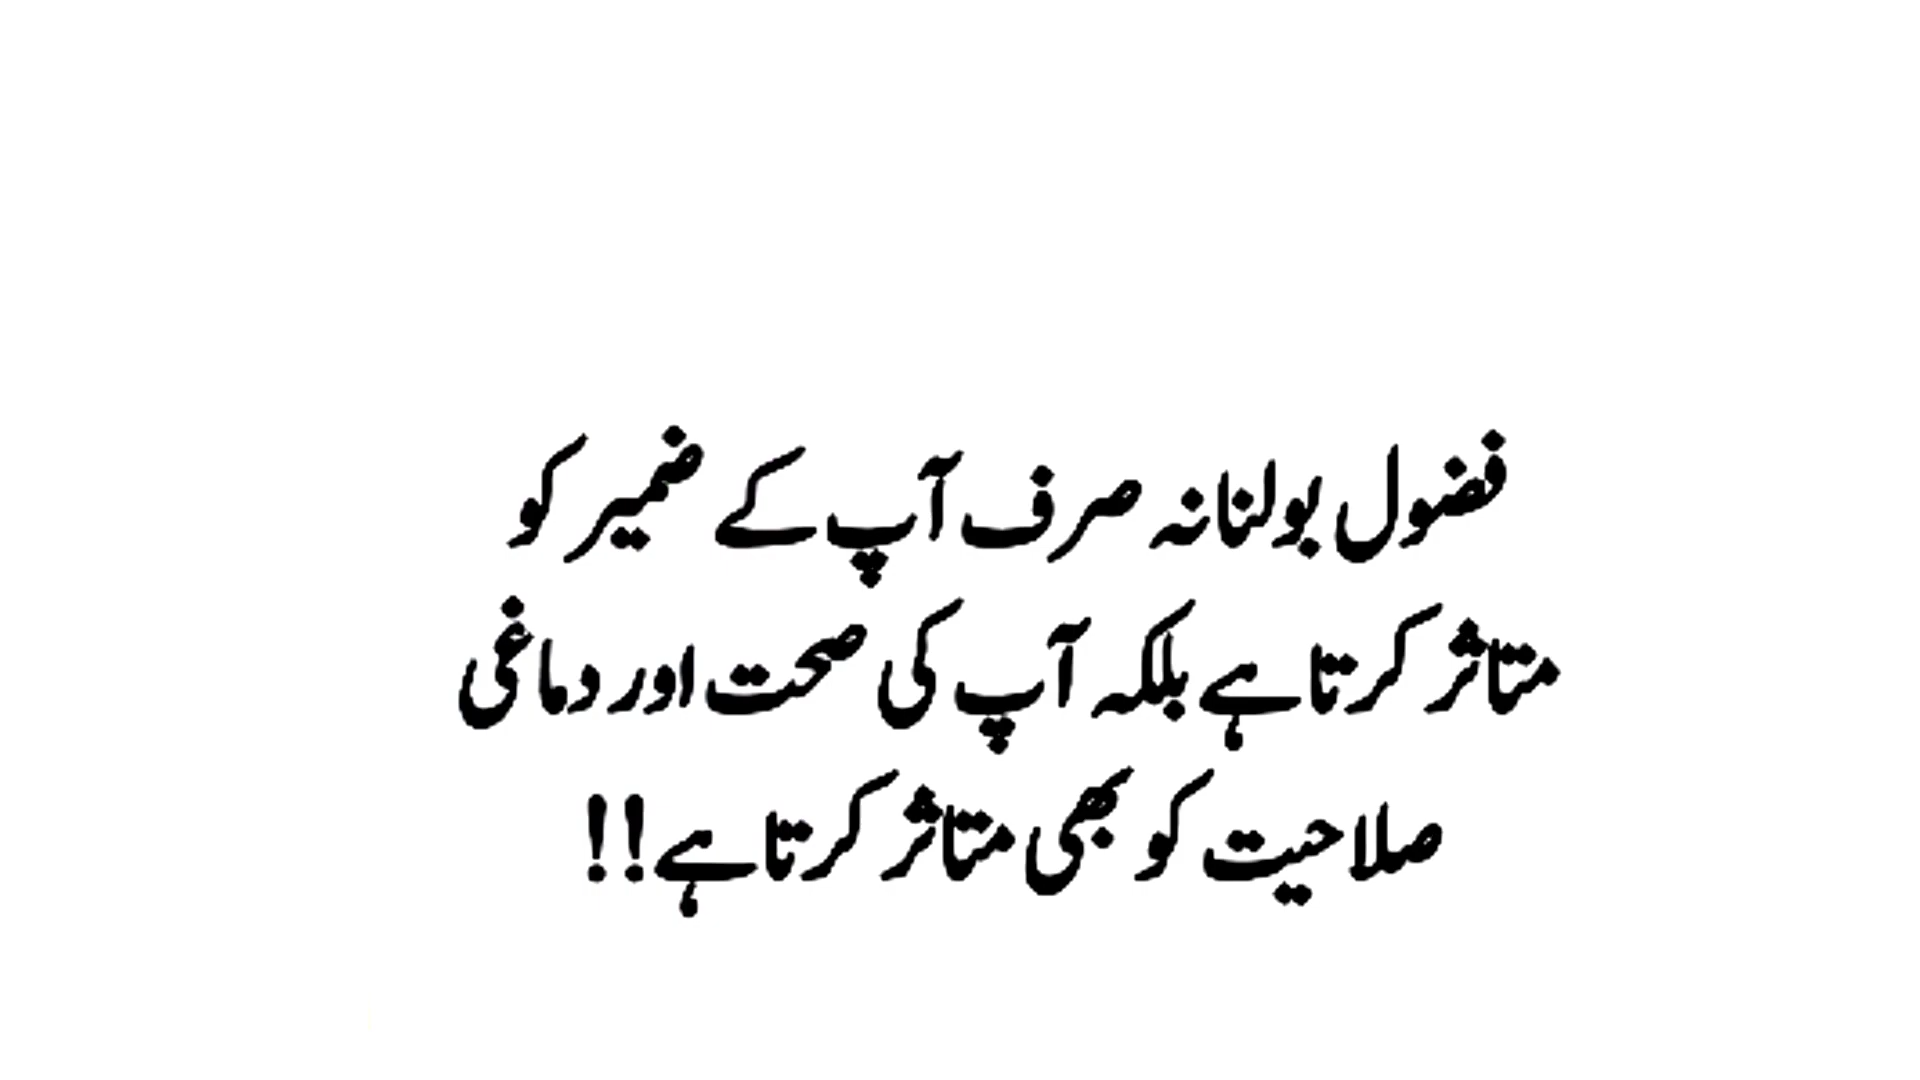 فضول بولنا نہ صرف آپ کے ضمیر کو
متاثر کرتا ہے بلکہ آپ کی صحت اور دماغی
صلاحیت کو بھی متاثر کرتا ہے!!